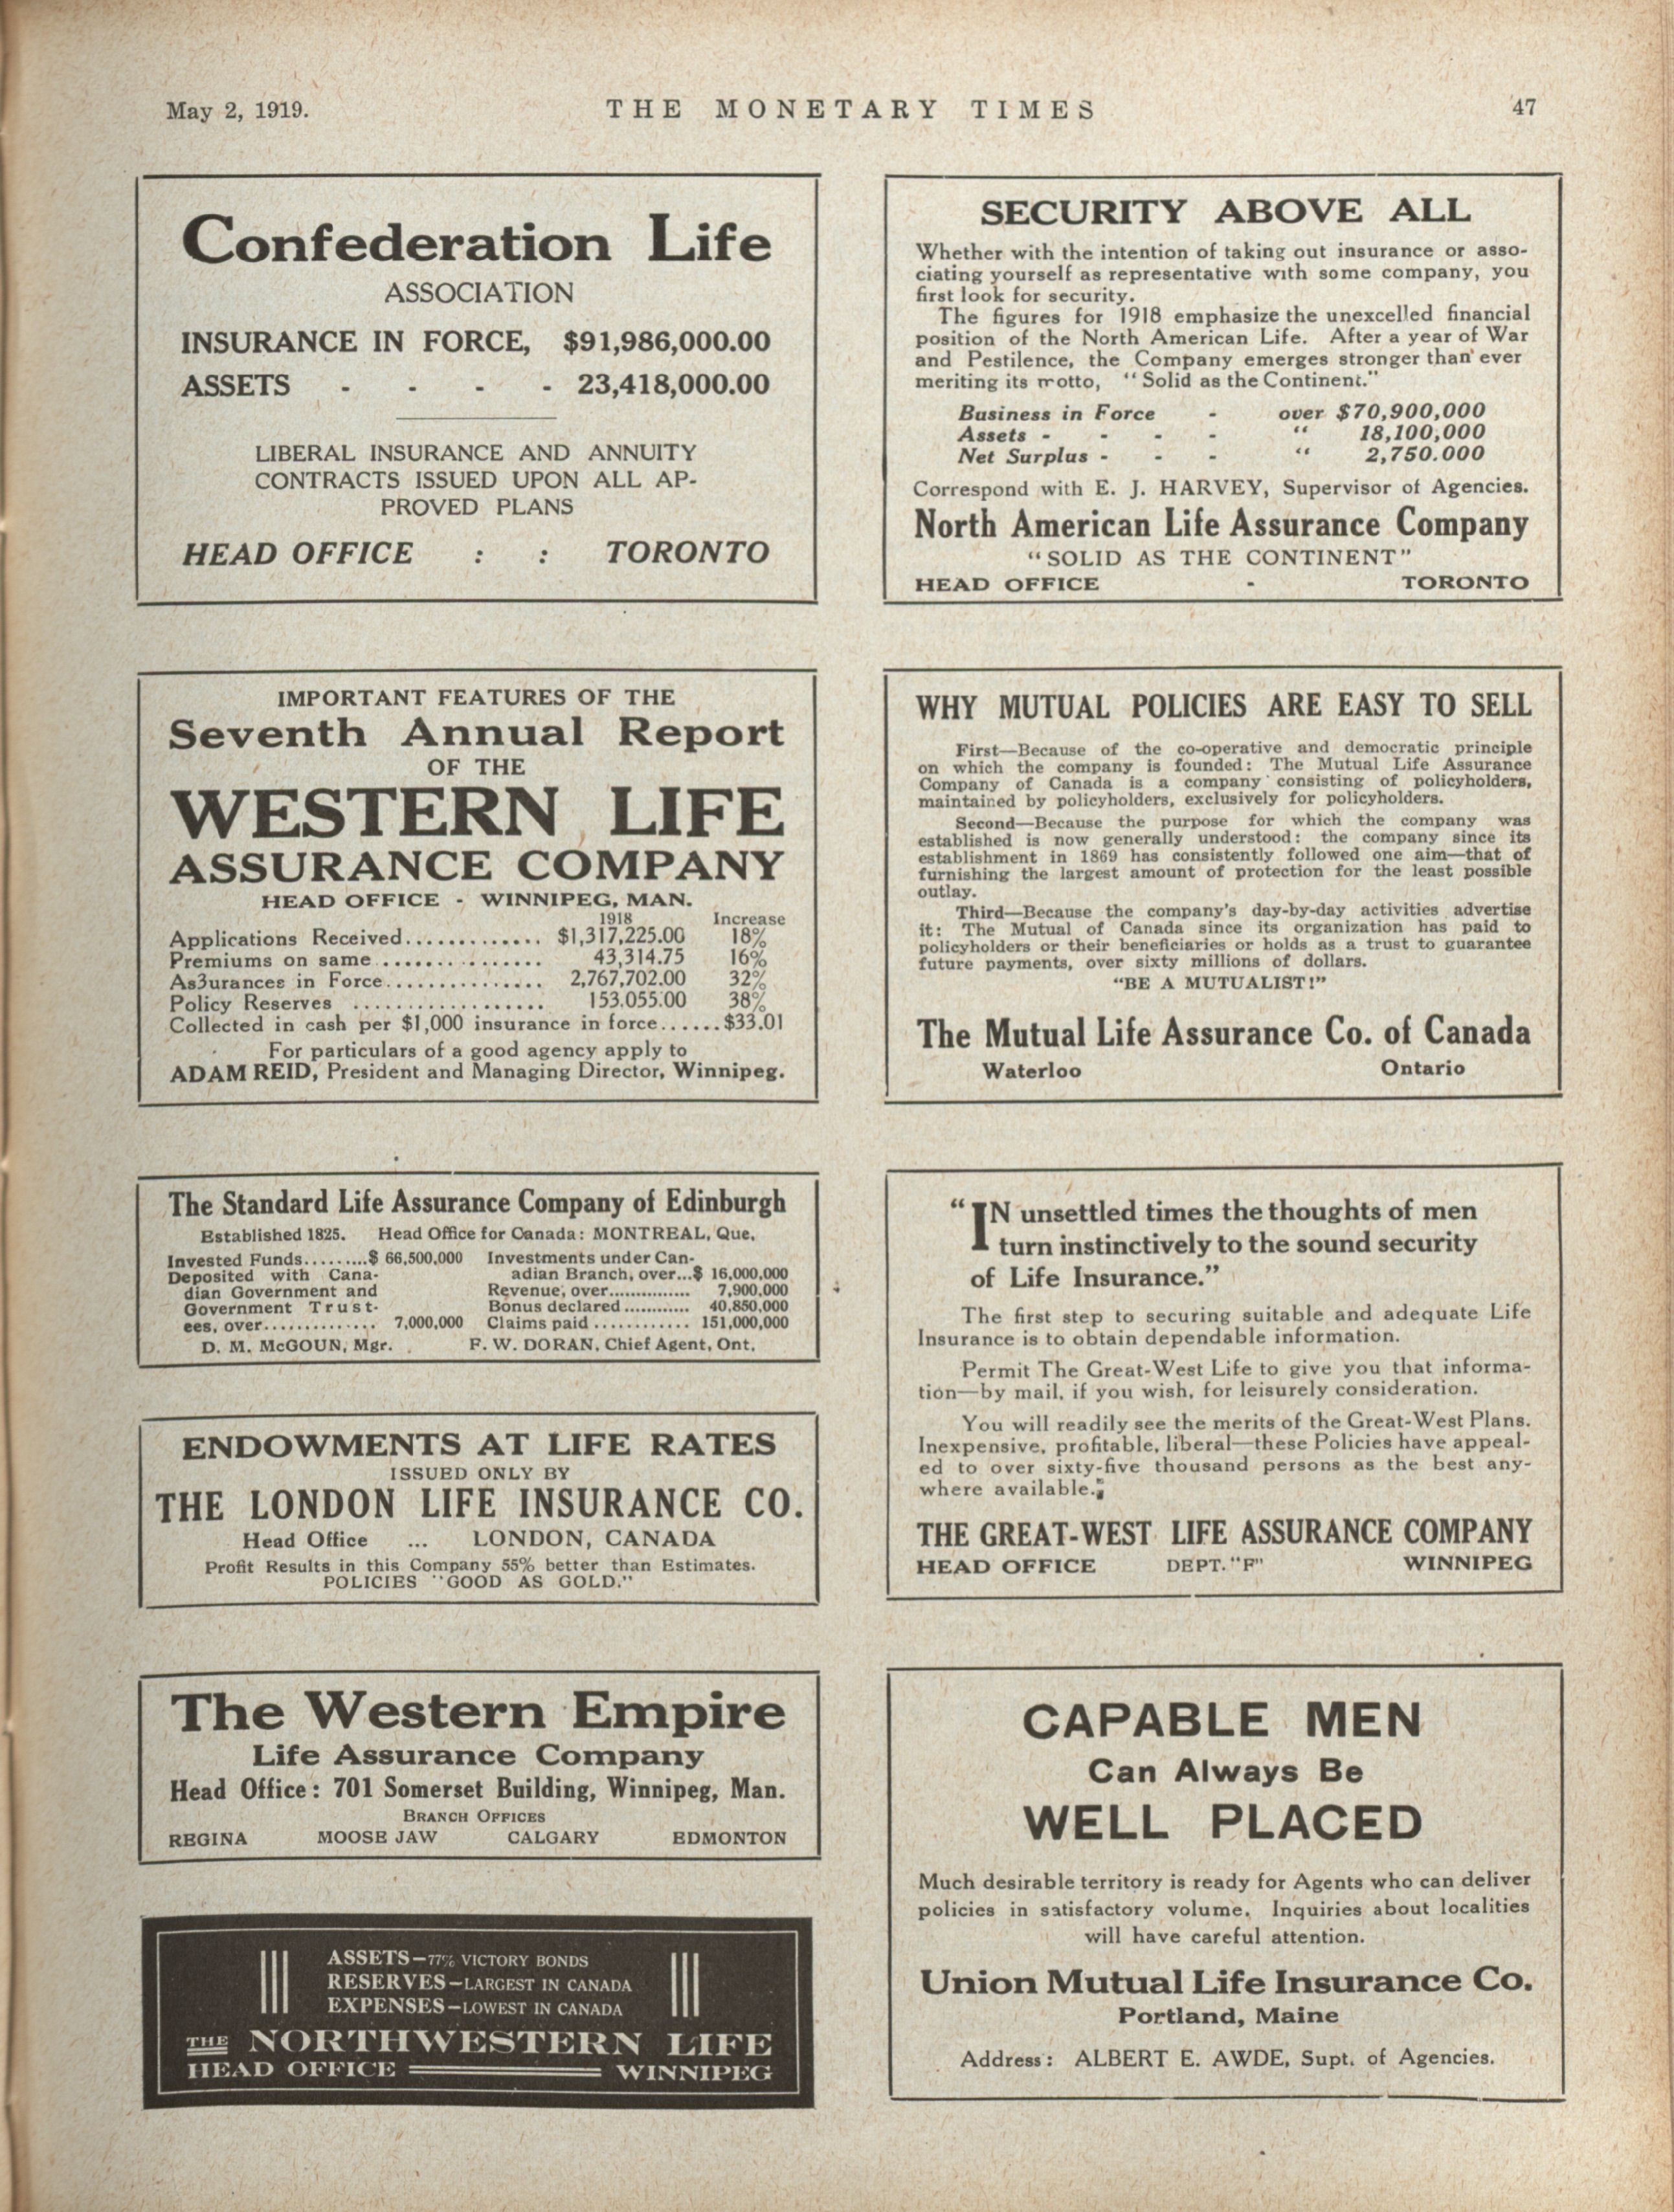 May 2, 1919.
THE MONETARY TIMES
47
Confederation Life
ASSOCIATION
INSURANCE IN FORCE, $91,986,000.00
ASSETS - - - - 23,418,000.00
LIBERAL INSURANCE AND ANNUITY
CONTRACTS ISSUED UPON ALL AP-
PROVED PLANS
HEAD OFFICE : : TORONTO
IMPORTANT FEATURES OF THE
Seventh Annual Report
OF THE
WESTERN LIFE
ASSURANCE COMPANY
HEAD OFFICE - WINNIPEG, MAN.
1918 Increase
Applications Received............. $1,317,225.00 18%
Premiums on same................ 43,314.75 16%
As3urances in Force............... 2,767,702.00 32%
Policy Reserves .................. 153.055.00 38%
Collected in cash per $1,000 insurance in force......$33.01
For particulars of a good agency apply to
ADAM REID, President and Managing Director, Winnipeg.
The Standard Life Assurance Company of Edinburgh
Established 1825. Head Office for Canada: MONTREAL, Que.
Invested Funds.........$ 66,500,000
Deposited with Cana-
dian Government and
Government Trust-
ees, over.............. 7,000,000
Investments under Can-
adian Branch, over...$ 16,000,000
Revenue, over............... 7,900,000
Bonus declared ............ 40,850,000
Claims paid ............ 151,000,000
D. M. McGOUN, Mgr. F. W. DORAN, Chief Agent, Ont.
ENDOWMENTS AT LIFE RATES
ISSUED ONLY BY
THE LONDON LIFE INSURANCE CO.
Head Office ... LONDON, CANADA
Profit Results in this Company 55% better than Estimates.
POLICIES "GOOD AS GOLD."
The Western Empire
Life Assurance Company
Head Office: 701 Somerset Building, Winnipeg, Man.
BRANCH OFFICES
REGINA MOOSE JAW CALGARY EDMONTON
ASSETS—77% VICTORY BONDS
RESERVES—LARGEST IN CANADA
EXPENSES—LOWEST IN CANADA
THE NORTHWESTERN LIFE
HEAD OFFICE WINNIPEG
SECURITY ABOVE ALL
Whether with the intention of taking out insurance or asso-
ciating yourself as representative with some company, you
first look for security.
The figures for 1918 emphasize the unexcelled financial
position of the North American Life. After a year of War
and Pestilence, the Company emerges stronger than ever
meriting its motto, "Solid as the Continent."
Business in Force - over $70,900,000
Assets - - - - " 18,100,000
Net Surplus - - - " 2,750.000
Correspond with E. J. HARVEY, Supervisor of Agencies.
North American Life Assurance Company
"SOLID AS THE CONTINENT"
HEAD OFFICE - TORONTO
WHY MUTUAL POLICIES ARE EASY TO SELL
First—Because of the co-operative and democratic principle
on which the company is founded: The Mutual Life Assurance
Company of Canada is a company consisting of policyholders,
maintained by policyholders, exclusively for policyholders.
Second—Because the purpose for which the company was
established is now generally understood: the company since its
establishment in 1869 has consistently followed one aim—that of
furnishing the largest amount of protection for the least possible
outlay.
Third—Because the company's day-by-day activities advertise
it: The Mutual of Canada since its organization has paid to
policyholders or their beneficiaries or holds as a trust to guarantee
future payments, over sixty millions of dollars.
"BE A MUTUALIST!"
The Mutual Life Assurance Co. of Canada
Waterloo Ontario
"IN unsettled times the thoughts of men
turn instinctively to the sound security
of Life Insurance."
The first step to securing suitable and adequate Life
Insurance is to obtain dependable information.
Permit The Great-West Life to give you that informa-
tion—by mail, if you wish, for leisurely consideration.
You will readily see the merits of the Great-West Plans.
Inexpensive, profitable, liberal—these Policies have appeal-
ed to over sixty-five thousand persons as the best any-
where available.
THE GREAT-WEST LIFE ASSURANCE COMPANY
HEAD OFFICE DEPT. "F" WINNIPEG
CAPABLE MEN
Can Always Be
WELL PLACED
Much desirable territory is ready for Agents who can deliver
policies in satisfactory volume. Inquiries about localities
will have careful attention.
Union Mutual Life Insurance Co.
Portland, Maine
Address: ALBERT E. AWDE, Supt. of Agencies.